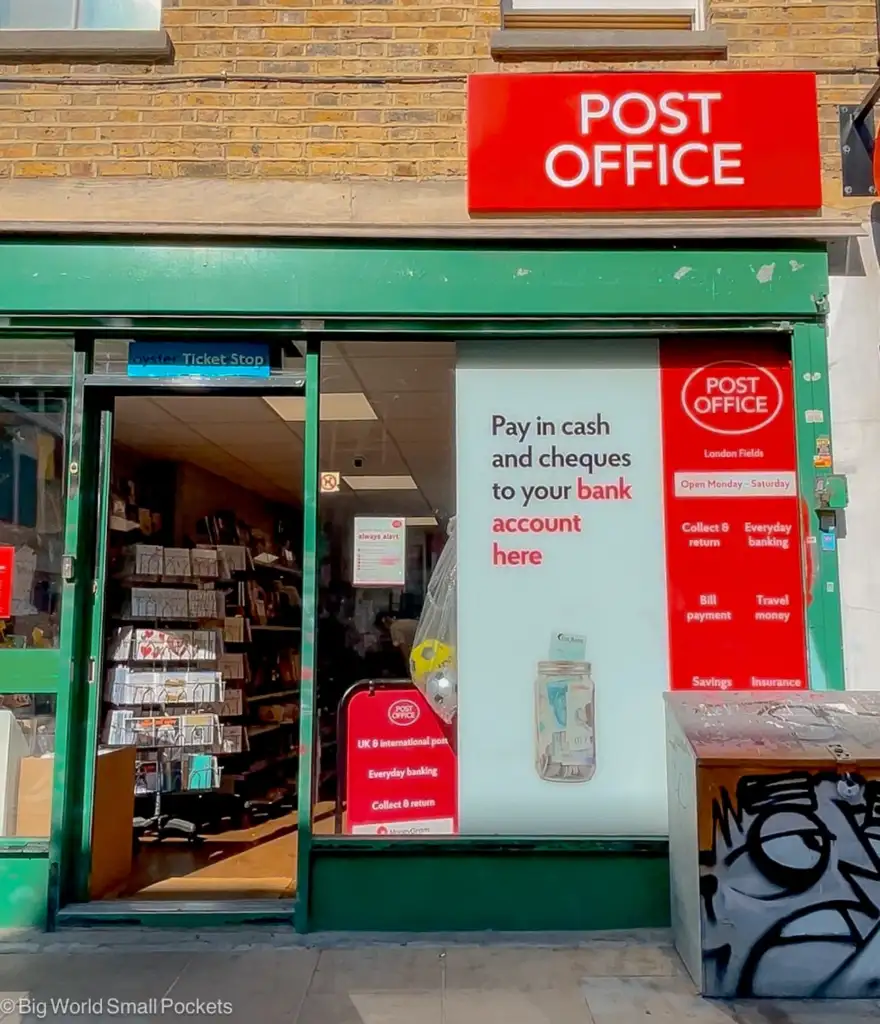 POST
OFFICE
oyster Ticket Stop
Pay in cash
and cheques
to your bank
account
here
POST
OFFICE
London Fields
Open Monday - Saturday
Collect &
return
Everyday
banking
Bill
payment
Travel
money
Savings
Insurance
always alert
POST
OFFICE
UK & international post
Everyday banking
Collect & return
MoneyGram
© Big World Small Pockets